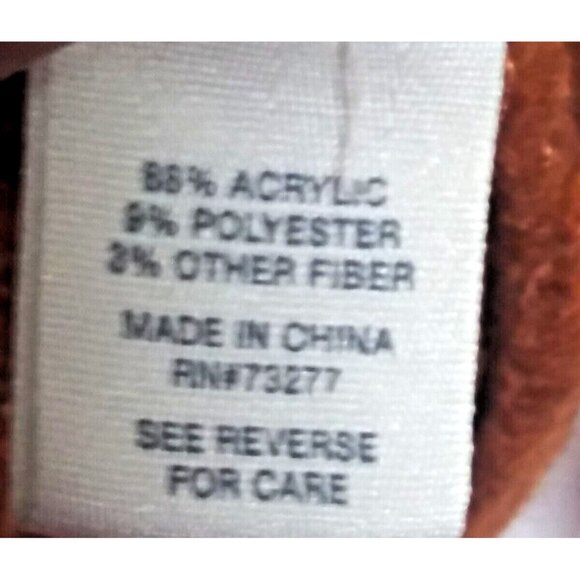 88% ACRYLIC
9% POLYESTER
3% OTHER FIBER
MADE IN CHINA
RN#73277
SEE REVERSE
FOR CARE